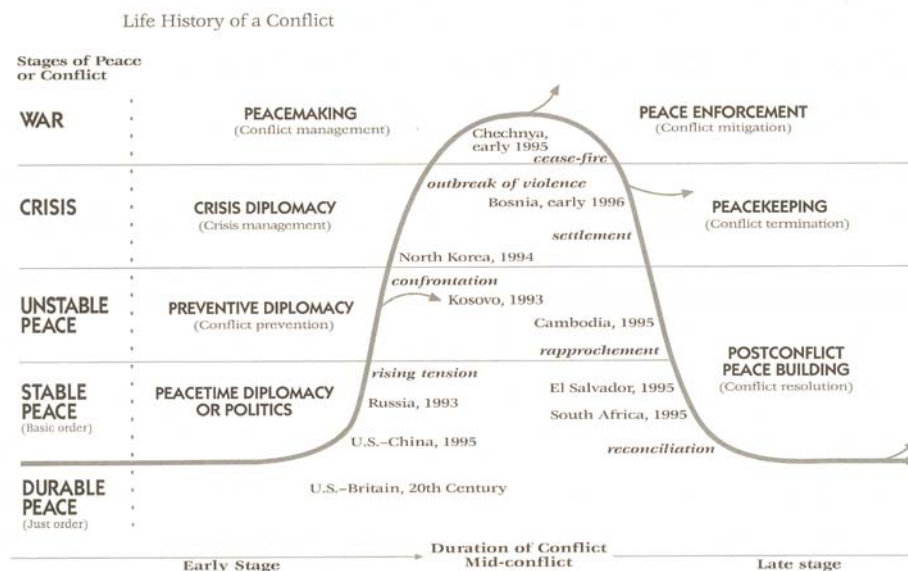 Life History of a Conflict
Stages of Peace
or Conflict
WAR
PEACEMAKING
(Conflict management)
Chechnya,
early 1995
cease-fire
PEACE ENFORCEMENT
(Conflict mitigation)
CRISIS
CRISIS DIPLOMACY
(Crisis management)
outbreak of violence
Bosnia, early 1996
settlement
North Korea, 1994
PEACEKEEPING
(Conflict termination)
UNSTABLE
PEACE
PREVENTIVE DIPLOMACY
(Conflict prevention)
confrontation
Kosovo, 1993
Cambodia, 1995
rapprochement
POSTCONFLICT
PEACE BUILDING
(Conflict resolution)
STABLE
PEACE
(Basic order)
PEACETIME DIPLOMACY
OR POLITICS
rising tension
Russia, 1993
U.S.–China, 1995
El Salvador, 1995
South Africa, 1995
reconciliation
DURABLE
PEACE
(Just order)
U.S.–Britain, 20th Century
Early Stage
Duration of Conflict
Mid-conflict
Late stage